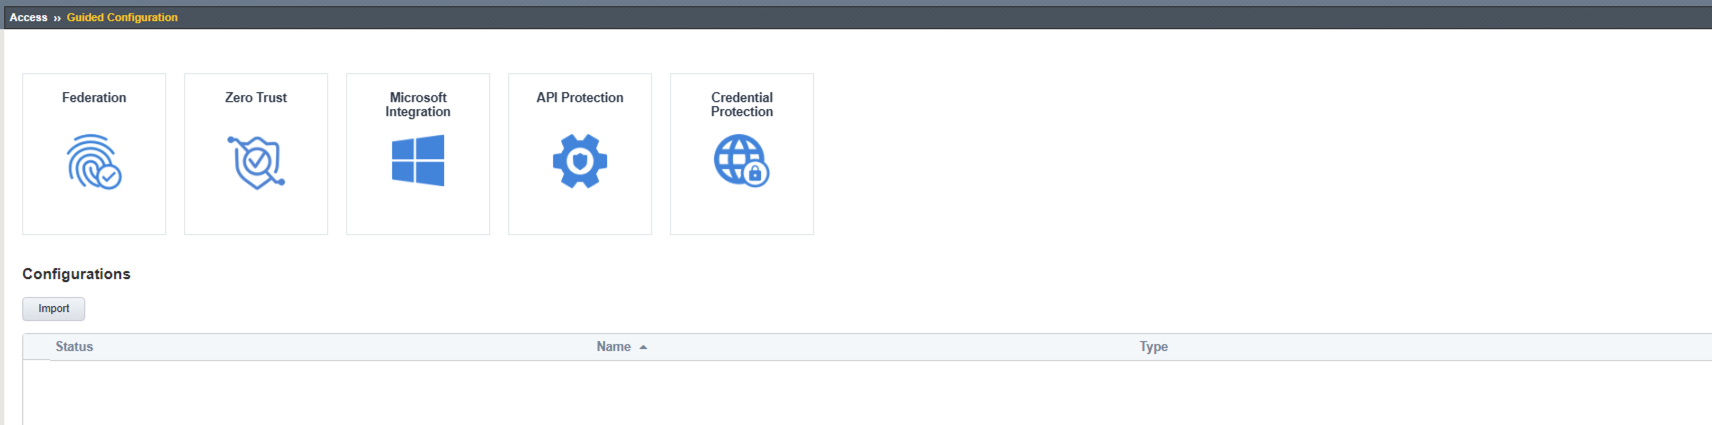 Access ›› Guided Configuration
Federation
Zero Trust
Microsoft
Integration
API Protection
Credential
Protection
Configurations
Import
Status Name Type